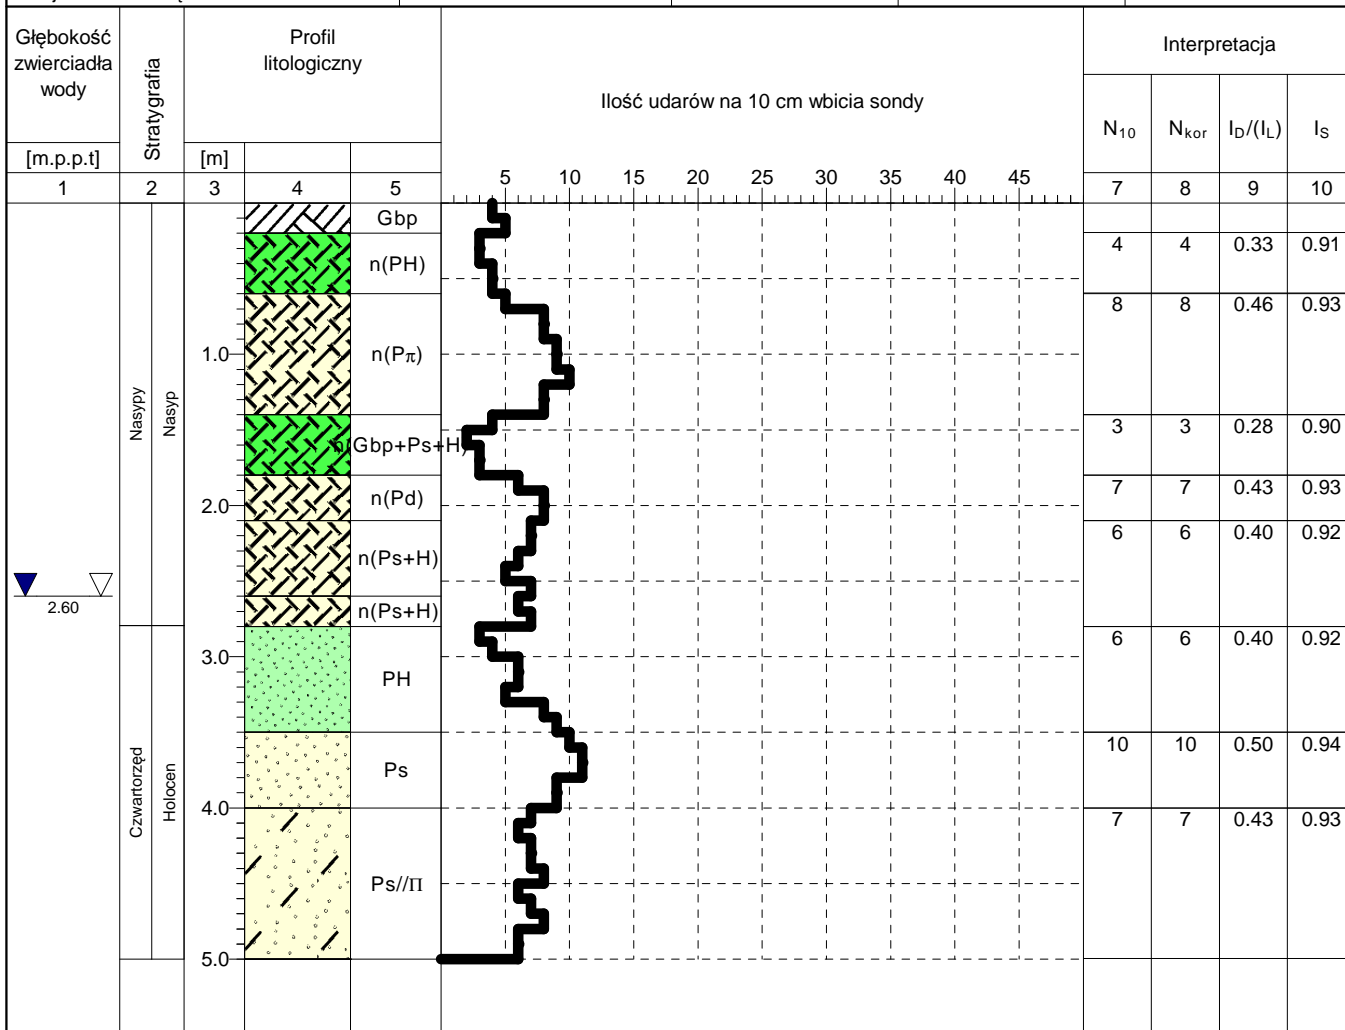 Głębokość
zwierciadła
wody
[m.p.p.t]
Stratygrafia
Profil
litologiczny
[m]
Ilość udarów na 10 cm wbicia sondy
Interpretacja
N10 Nkor ID/(IL) IS
1 2 3 4 5 7 8 9 10
5 10 15 20 25 30 35 40 45
Gbp
n(PH) 4 4 0.33 0.91
n(Pπ) 8 8 0.46 0.93
1.0
Nasypy
Nasyp
n(Gbp+Ps+H) 3 3 0.28 0.90
n(Pd) 7 7 0.43 0.93
2.0
n(Ps+H) 6 6 0.40 0.92
2.60
n(Ps+H)
3.0
PH 6 6 0.40 0.92
Ps 10 10 0.50 0.94
Czwartorzęd
Holocen
4.0
Ps//Π 7 7 0.43 0.93
5.0